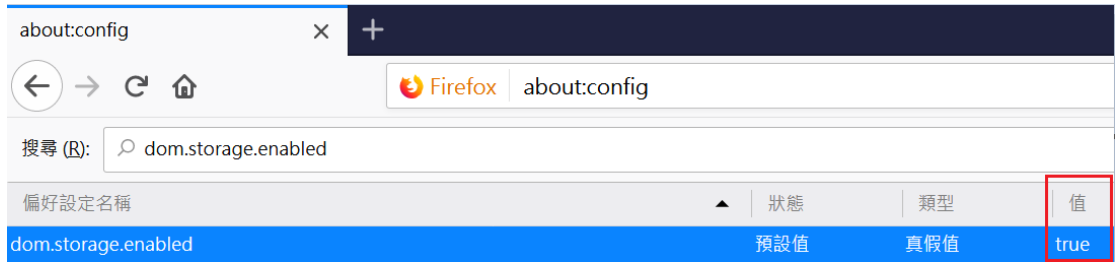 about:config
Firefox about:config
搜尋 (R): dom.storage.enabled
偏好設定名稱 狀態 類型 值
dom.storage.enabled 預設值 真假值 true